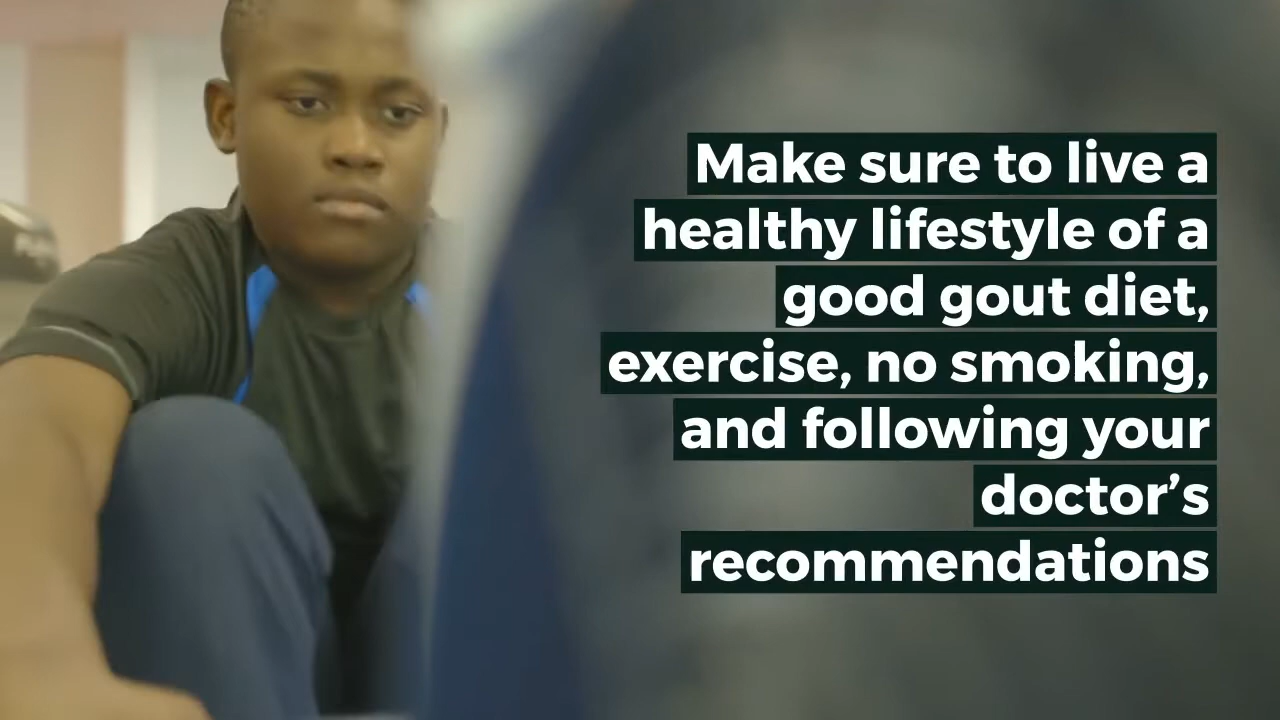 Make sure to live a
healthy lifestyle of a
good gout diet,
exercise, no smoking,
and following your
doctor’s
recommendations